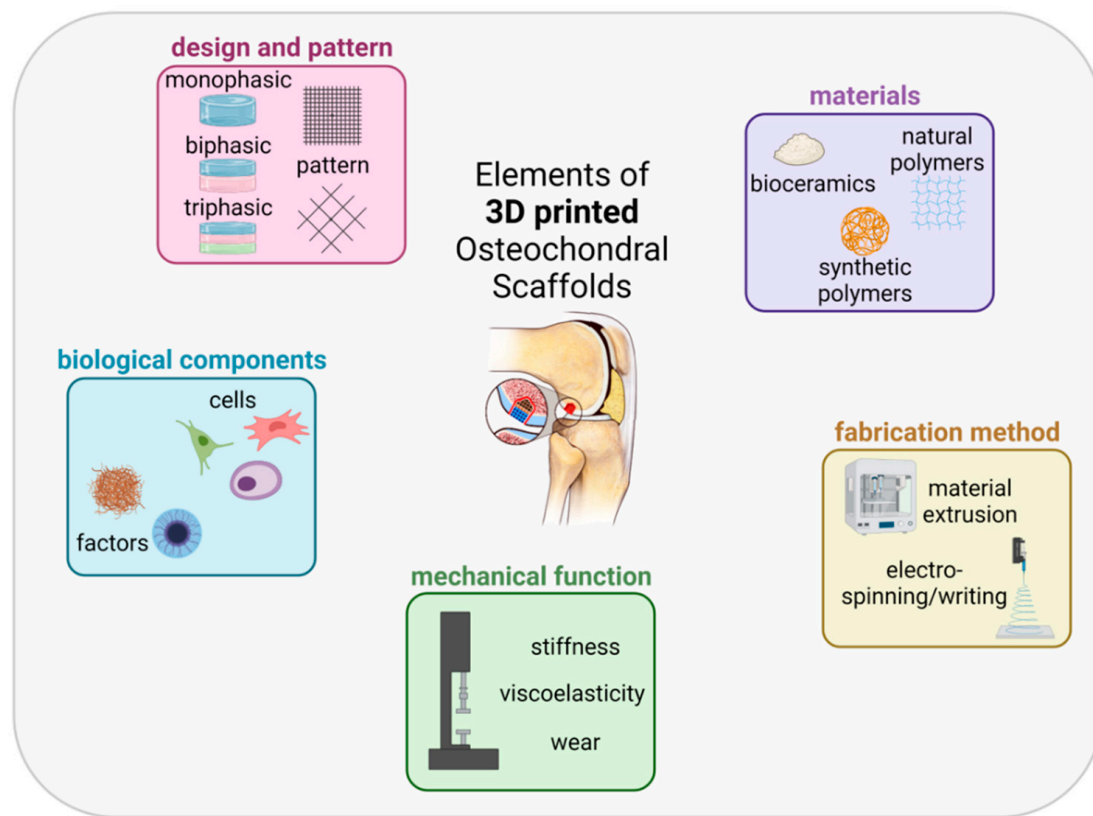 design and pattern
monophasic
biphasic
pattern
triphasic
Elements of
3D printed
Osteochondral
Scaffolds
materials
natural
polymers
bioceramics
synthetic
polymers
biological components
cells
factors
fabrication method
material
extrusion
electro-
spinning/writing
mechanical function
stiffness
viscoelasticity
wear